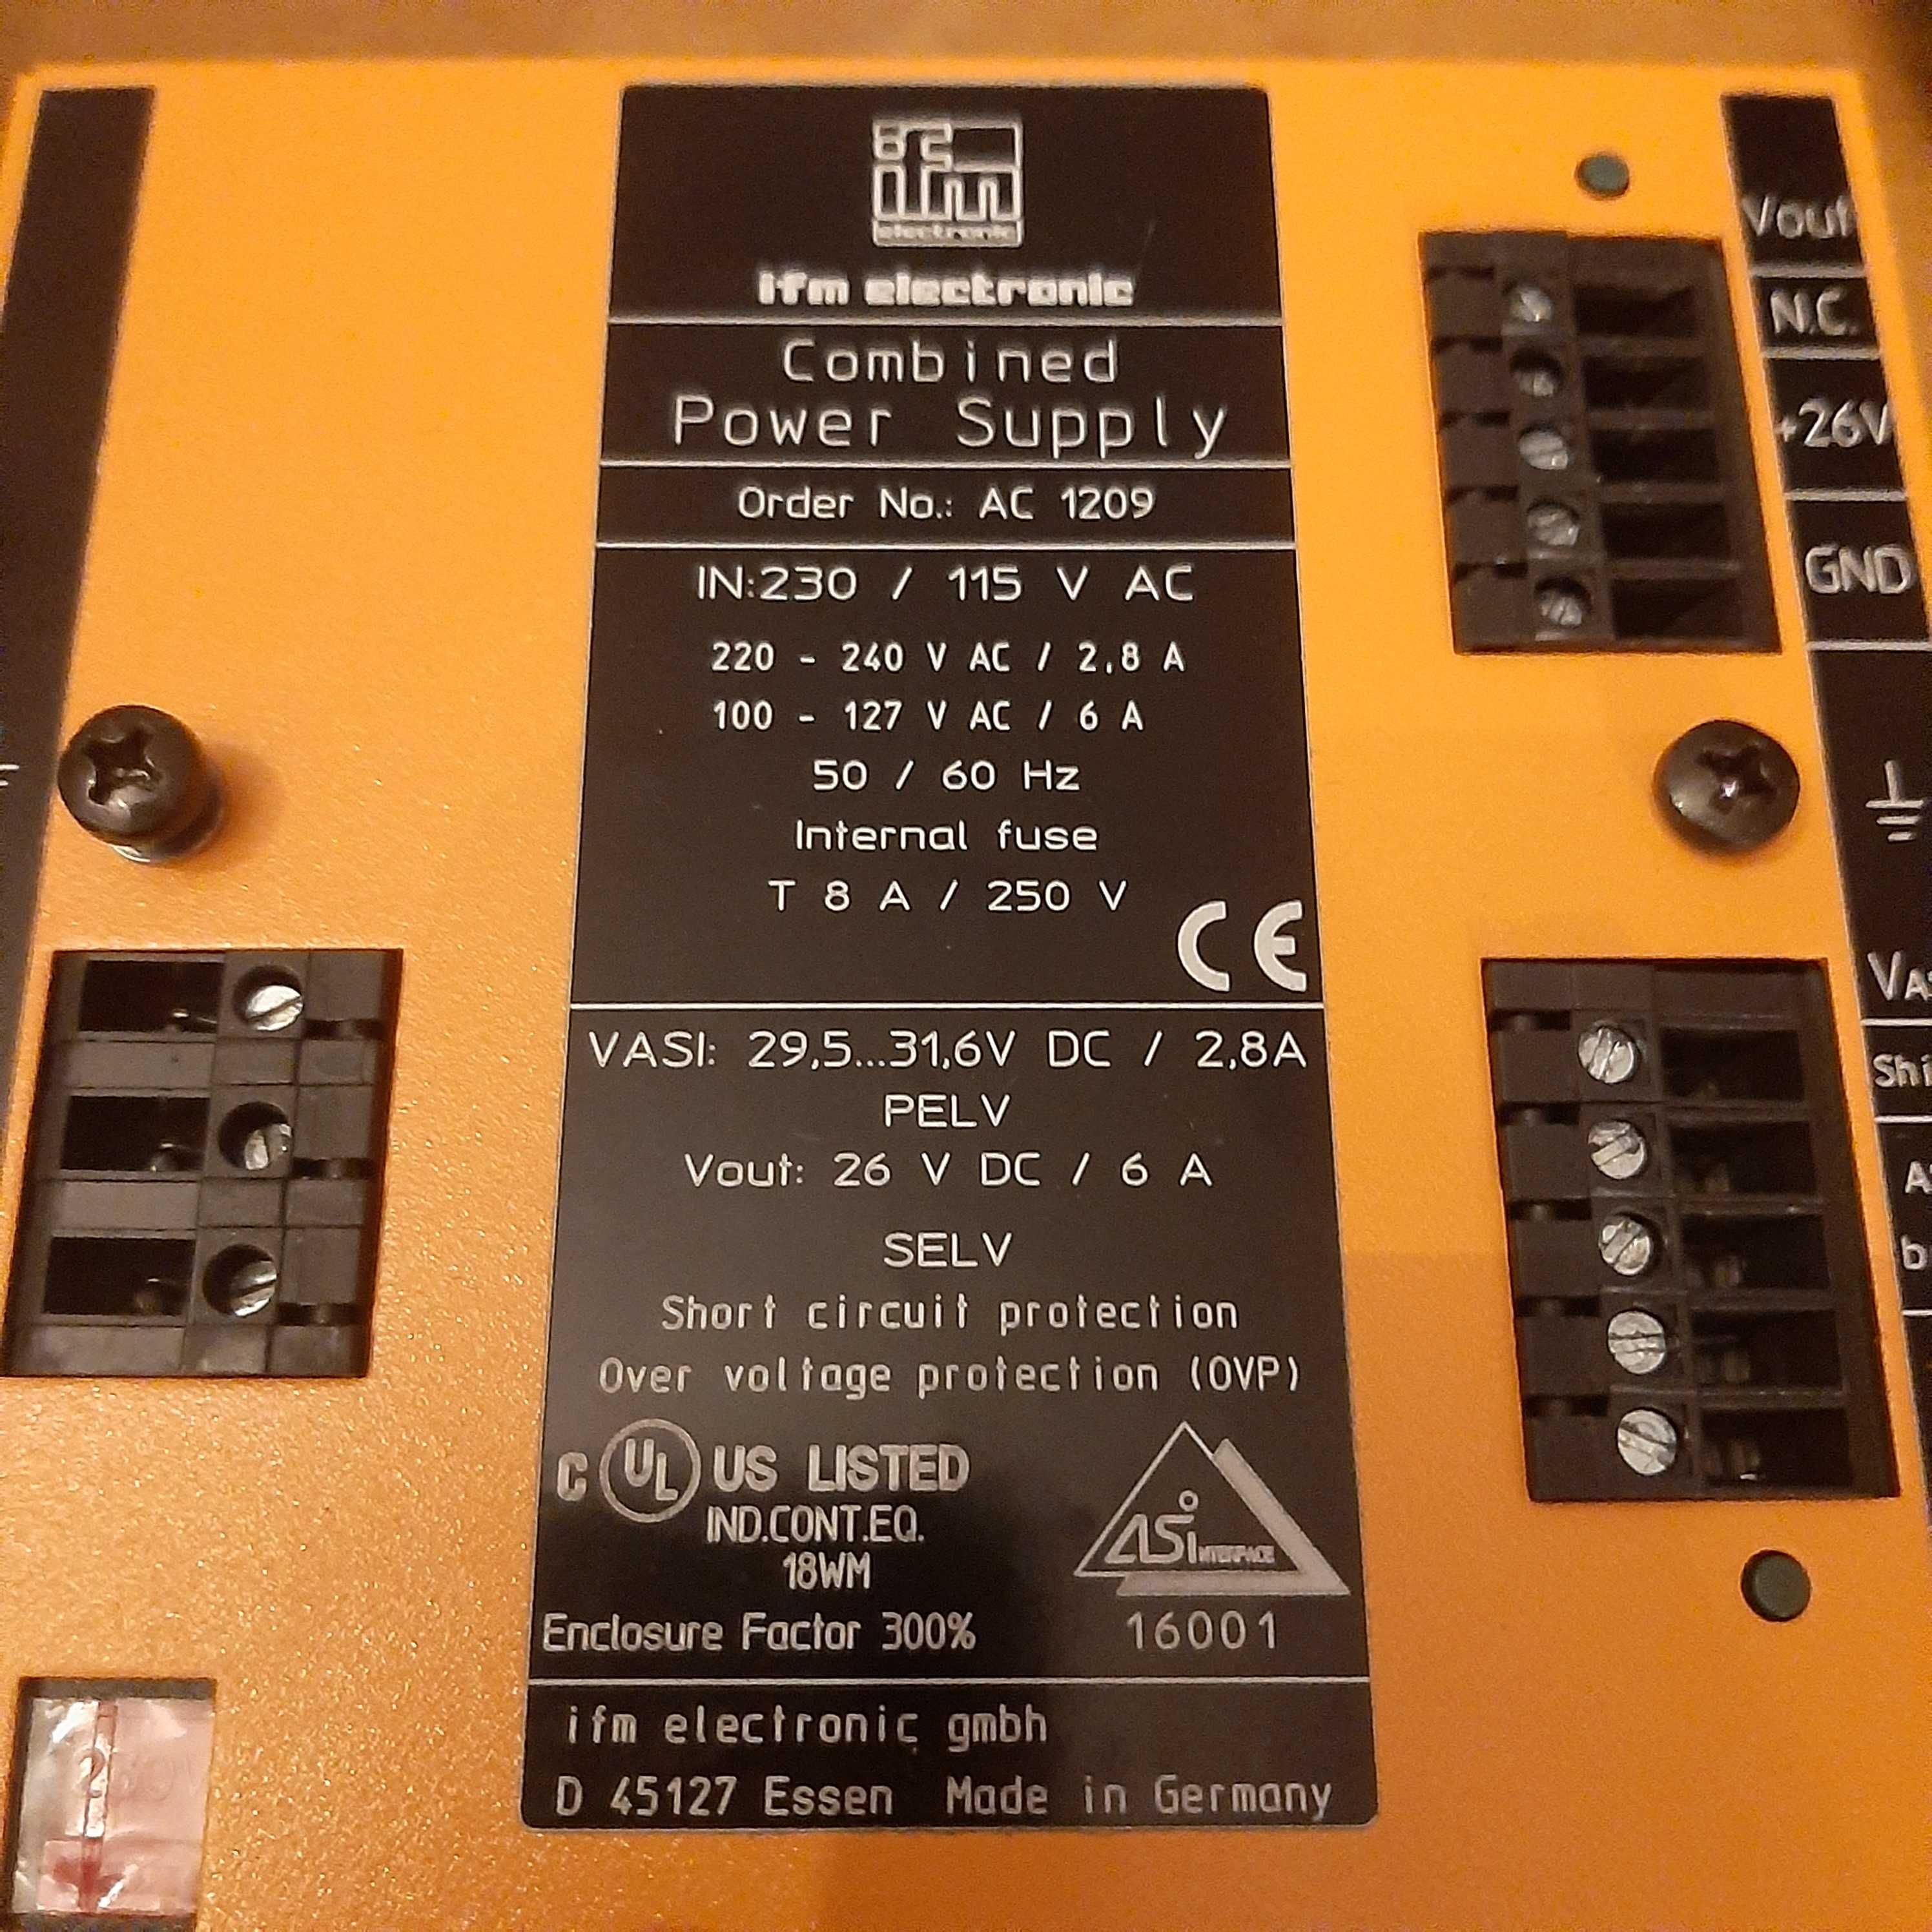 ifm
electronic
ifm electronic
Combined
Power Supply
Order No.: AC 1209
IN:230 / 115 V AC
220 - 240 V AC / 2,8 A
100 - 127 V AC / 6 A
50 / 60 Hz
Internal fuse
T 8 A / 250 V
CE
VASI: 29,5...31,6V DC / 2,8A
PELV
Vout: 26 V DC / 6 A
SELV
Short circuit protection
Over voltage protection (OVP)
C UL US LISTED
IND.CONT.EQ.
18WM
Enclosure Factor 300%
ASi INTERFACE
16001
ifm electronic gmbh
D 45127 Essen Made in Germany
Vout
N.C.
+26V
GND
VA
Shi
A
b